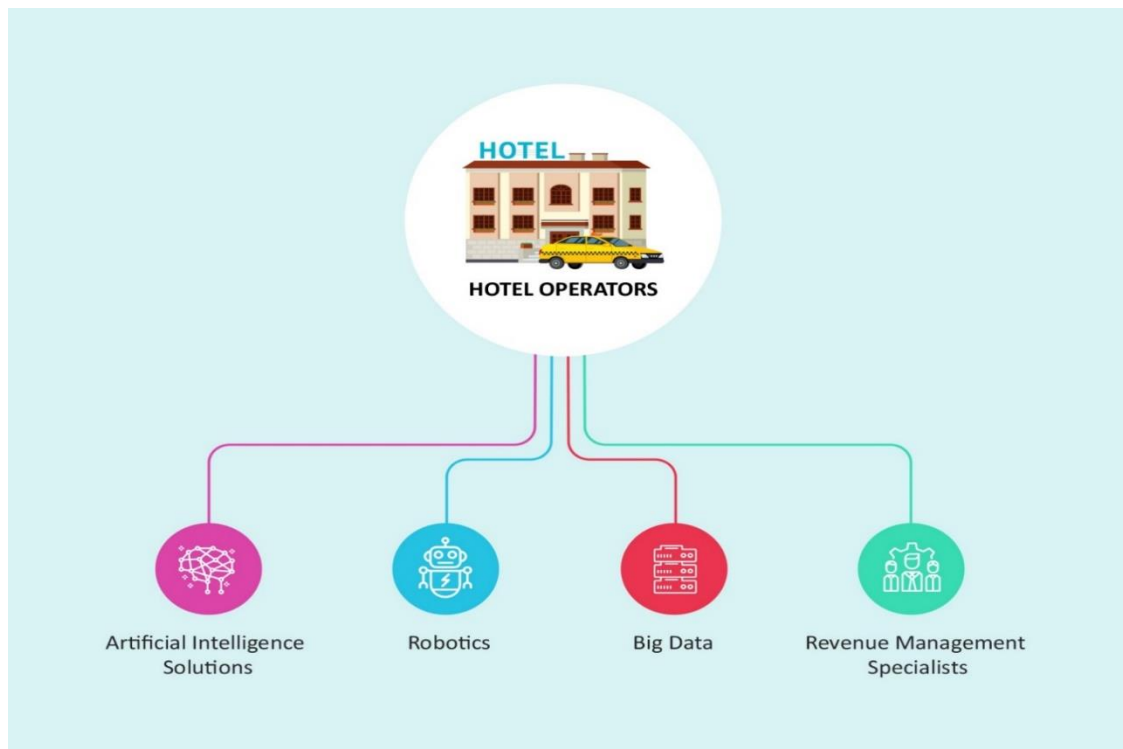 HOTEL
HOTEL OPERATORS
Artificial Intelligence
Solutions
Robotics
Big Data
Revenue Management
Specialists